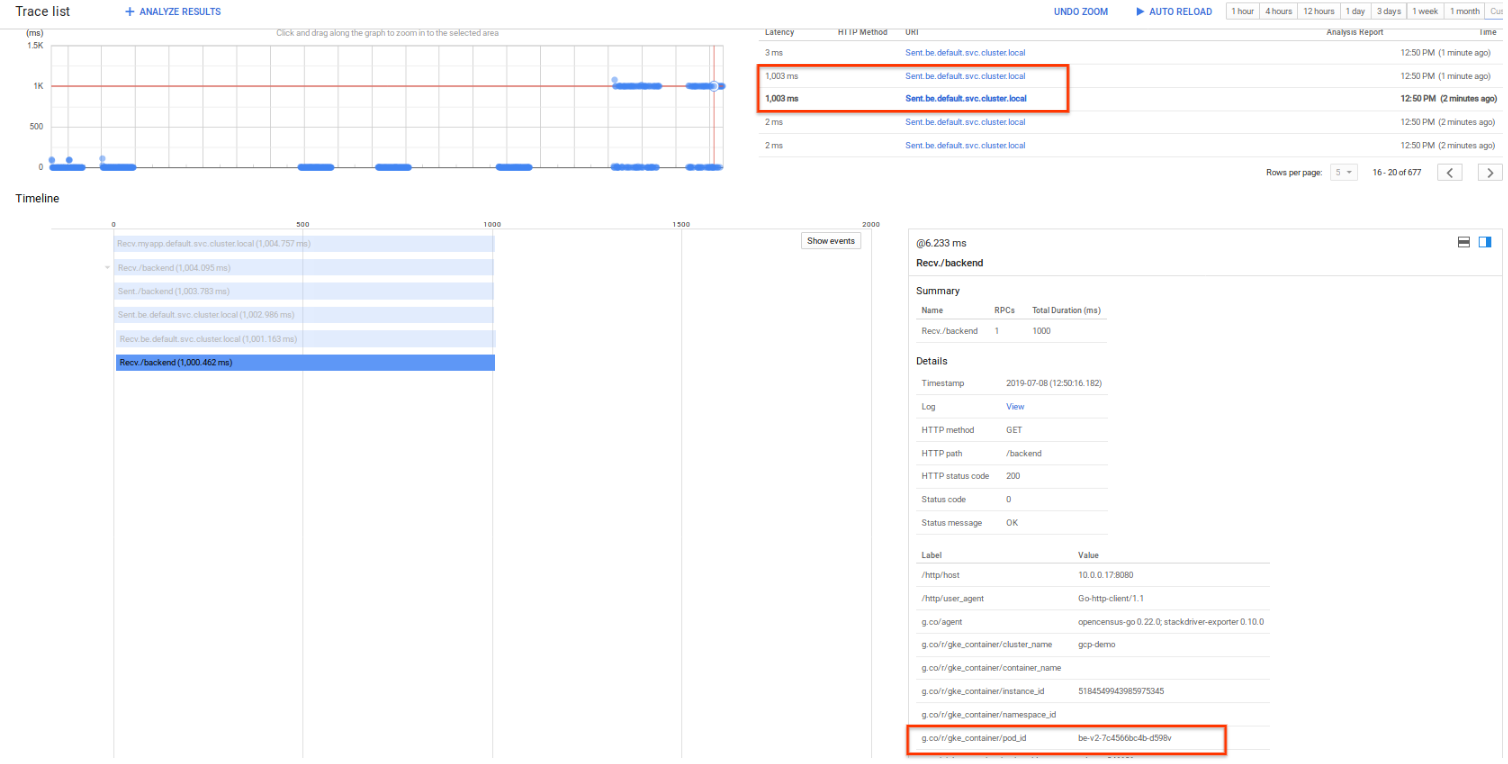 Trace list
+ ANALYZE RESULTS
UNDO ZOOM
AUTO RELOAD
1 hour 4 hours 12 hours 1 day 3 days 1 week 1 month Cus
(ms)
Click and drag along the graph to zoom in to the selected area
1.5K
1K
500
0
Latency HTTP Method URI Analysis Report Time
3 ms Sent.be.default.svc.cluster.local 12:50 PM (1 minute ago)
1,003 ms Sent.be.default.svc.cluster.local 12:50 PM (1 minute ago)
1,003 ms Sent.be.default.svc.cluster.local 12:50 PM (2 minutes ago)
2 ms Sent.be.default.svc.cluster.local 12:50 PM (2 minutes ago)
2 ms Sent.be.default.svc.cluster.local 12:50 PM (2 minutes ago)
Rows per page: 5 16 - 20 of 677
Timeline
0 500 1000 1500 2000
Show events
Recv.myapp.default.svc.cluster.local (1,004.757 ms)
Recv./backend (1,004.095 ms)
Sent./backend (1,003.783 ms)
Sent.be.default.svc.cluster.local (1,002.986 ms)
Recv.be.default.svc.cluster.local (1,001.163 ms)
Recv./backend (1,000.462 ms)
@6.233 ms
Recv./backend
Summary
Name RPCs Total Duration (ms)
Recv./backend 1 1000
Details
Timestamp 2019-07-08 (12:50:16.182)
Log View
HTTP method GET
HTTP path /backend
HTTP status code 200
Status code 0
Status message OK
Label Value
/http/host 10.0.0.17:8080
/http/user_agent Go-http-client/1.1
g.co/agent opencensus-go 0.22.0; stackdriver-exporter 0.10.0
g.co/r/gke_container/cluster_name gcp-demo
g.co/r/gke_container/container_name
g.co/r/gke_container/instance_id 5184549943985975345
g.co/r/gke_container/namespace_id
g.co/r/gke_container/pod_id be-v2-7c4566bc4b-d598v